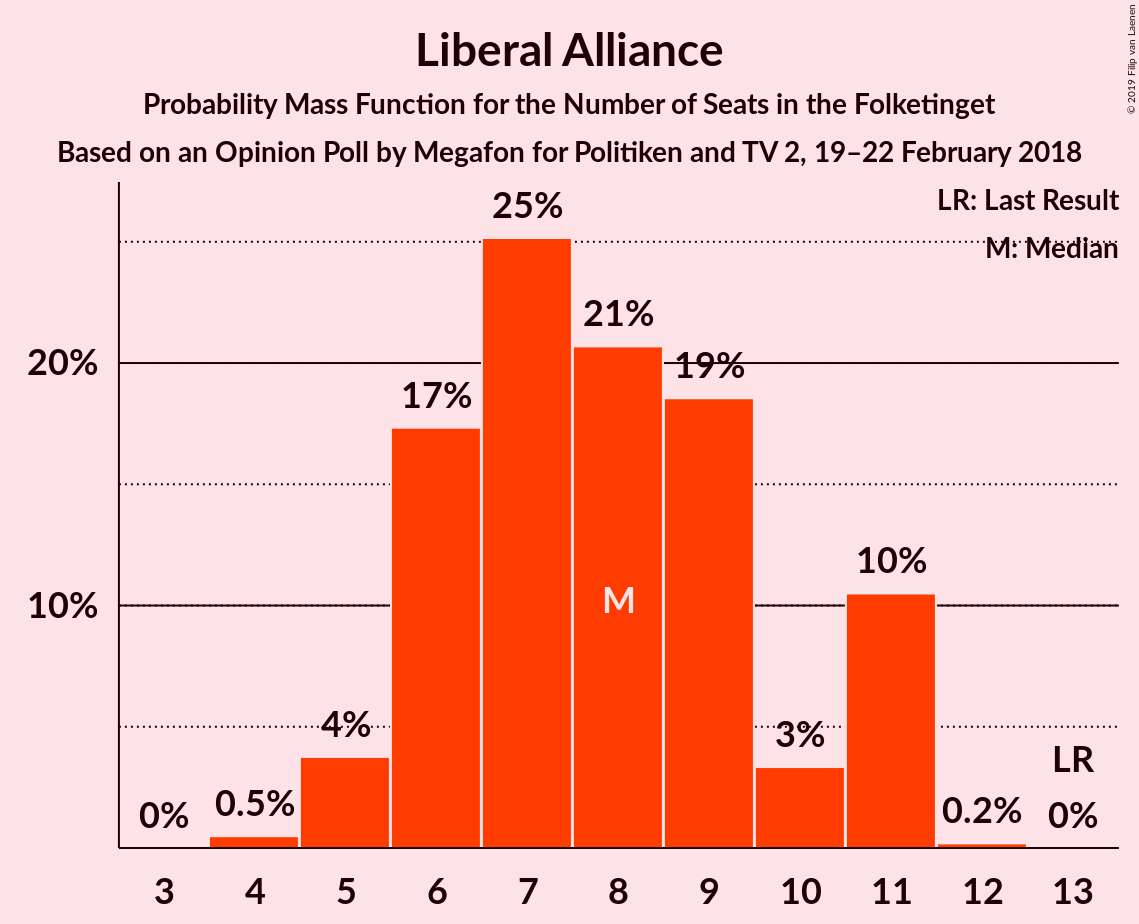 Liberal Alliance
Probability Mass Function for the Number of Seats in the Folketinget
Based on an Opinion Poll by Megafon for Politiken and TV 2, 19–22 February 2018
© 2019 Filip van Laenen
LR: Last Result
M: Median
20%
10%
0%
0.5%
4%
17%
25%
21%
19%
3%
10%
0.2%
0%
M
LR
3 4 5 6 7 8 9 10 11 12 13